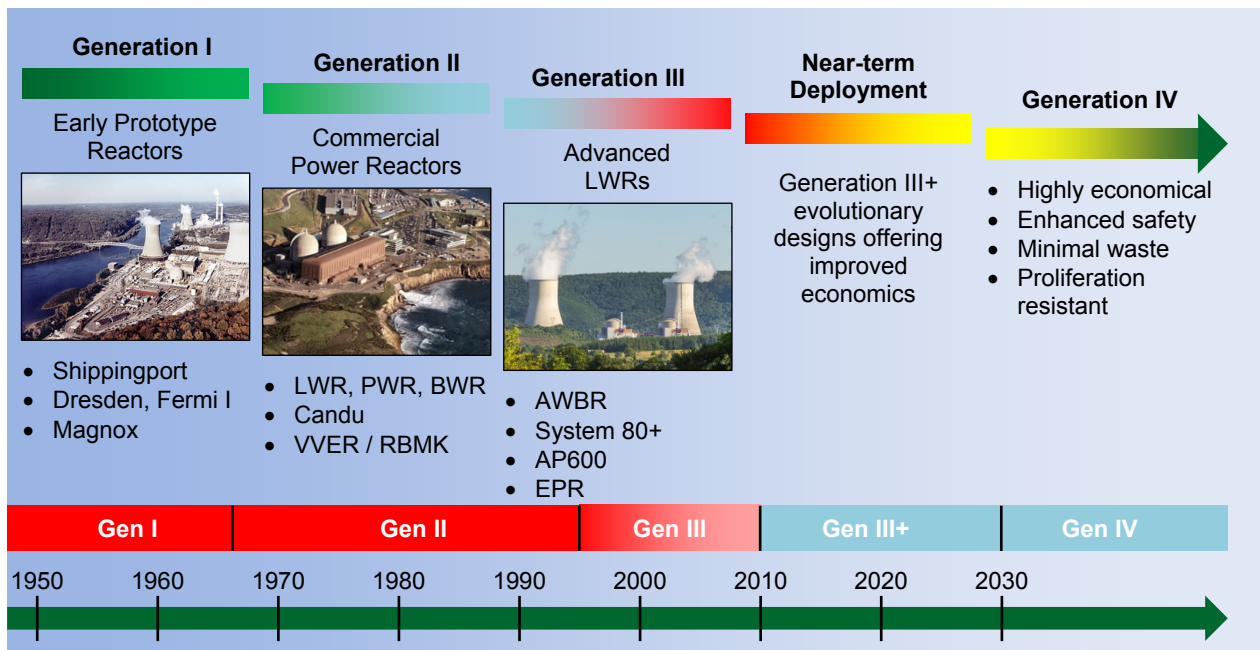 Generation I
Early Prototype
Reactors
• Shippingport
• Dresden, Fermi I
• Magnox
Generation II
Commercial
Power Reactors
• LWR, PWR, BWR
• Candu
• VVER / RBMK
Generation III
Advanced
LWRs
• AWBR
• System 80+
• AP600
• EPR
Near-term
Deployment
Generation III+
evolutionary
designs offering
improved
economics
Generation IV
• Highly economical
• Enhanced safety
• Minimal waste
• Proliferation
resistant
Gen I Gen II Gen III Gen III+ Gen IV
1950 1960 1970 1980 1990 2000 2010 2020 2030